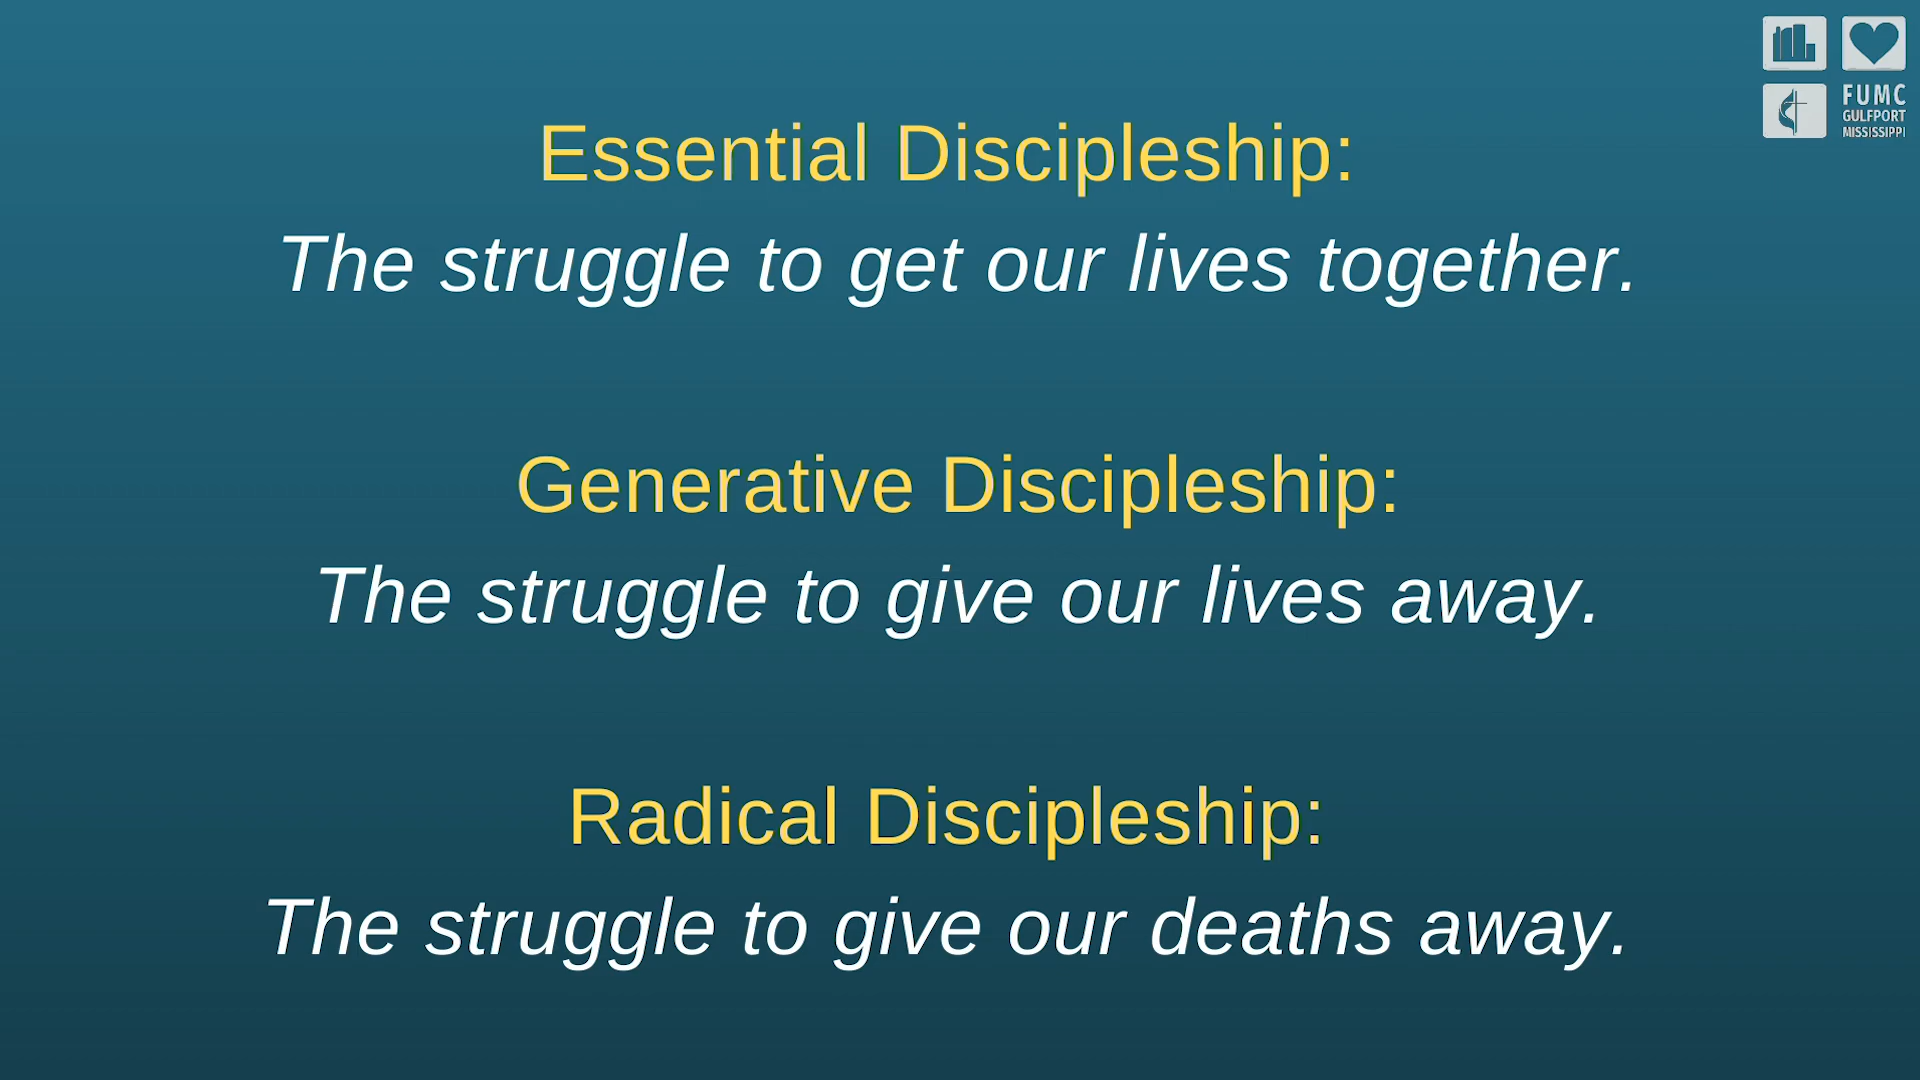 FUMC
GULFPORT
MISSISSIPPI
Essential Discipleship:
The struggle to get our lives together.
Generative Discipleship:
The struggle to give our lives away.
Radical Discipleship:
The struggle to give our deaths away.